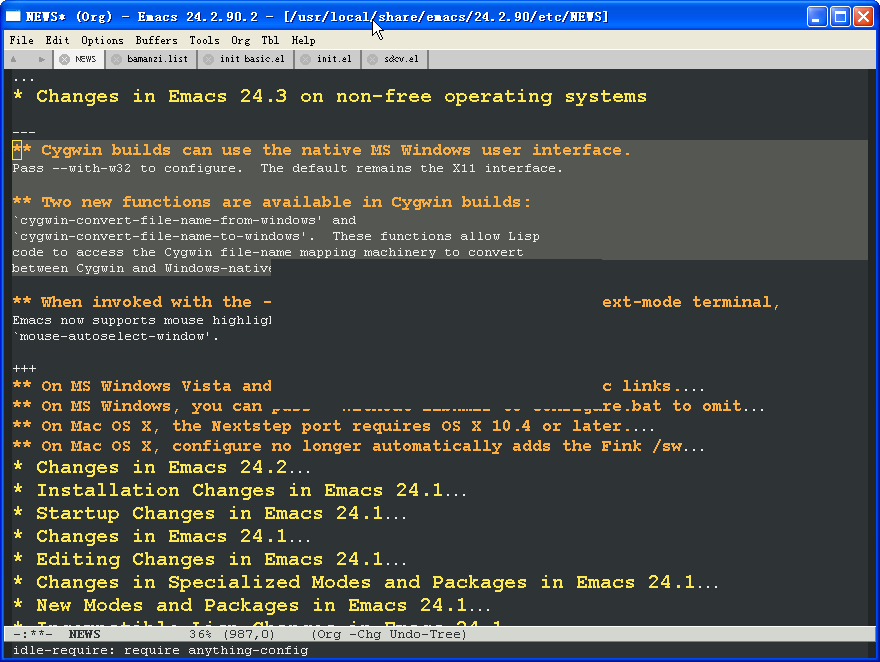 NEWS* (Org) - Emacs 24.2.90.2 - [/usr/local/share/emacs/24.2.90/etc/NEWS]
File Edit Options Buffers Tools Org Tbl Help
NEWS bamanzi.list init basic.el init.el sdcv.el
...
* Changes in Emacs 24.3 on non-free operating systems
---
** Cygwin builds can use the native MS Windows user interface.
Pass --with-w32 to configure.  The default remains the X11 interface.
** Two new functions are available in Cygwin builds:
`cygwin-convert-file-name-from-windows' and
`cygwin-convert-file-name-to-windows'.  These functions allow Lisp
code to access the Cygwin file-name mapping machinery to convert
between Cygwin and Windows-native
** When invoked with the - ext-mode terminal,
Emacs now supports mouse
`mouse-autoselect-window'.
+++
** On MS Windows Vista and c links....
** On MS Windows, you can to configure.bat to omit...
** On Mac OS X, the Nextstep port requires OS X 10.4 or later....
** On Mac OS X, configure no longer automatically adds the Fink /sw...
* Changes in Emacs 24.2...
* Installation Changes in Emacs 24.1...
* Startup Changes in Emacs 24.1...
* Changes in Emacs 24.1...
* Editing Changes in Emacs 24.1...
* Changes in Specialized Modes and Packages in Emacs 24.1...
* New Modes and Packages in Emacs 24.1...
* Incompatible Lisp Changes in Emacs 24.1
-:**-  NEWS 36% (987,0) (Org -Chg Undo-Tree)
idle-require: require anything-config